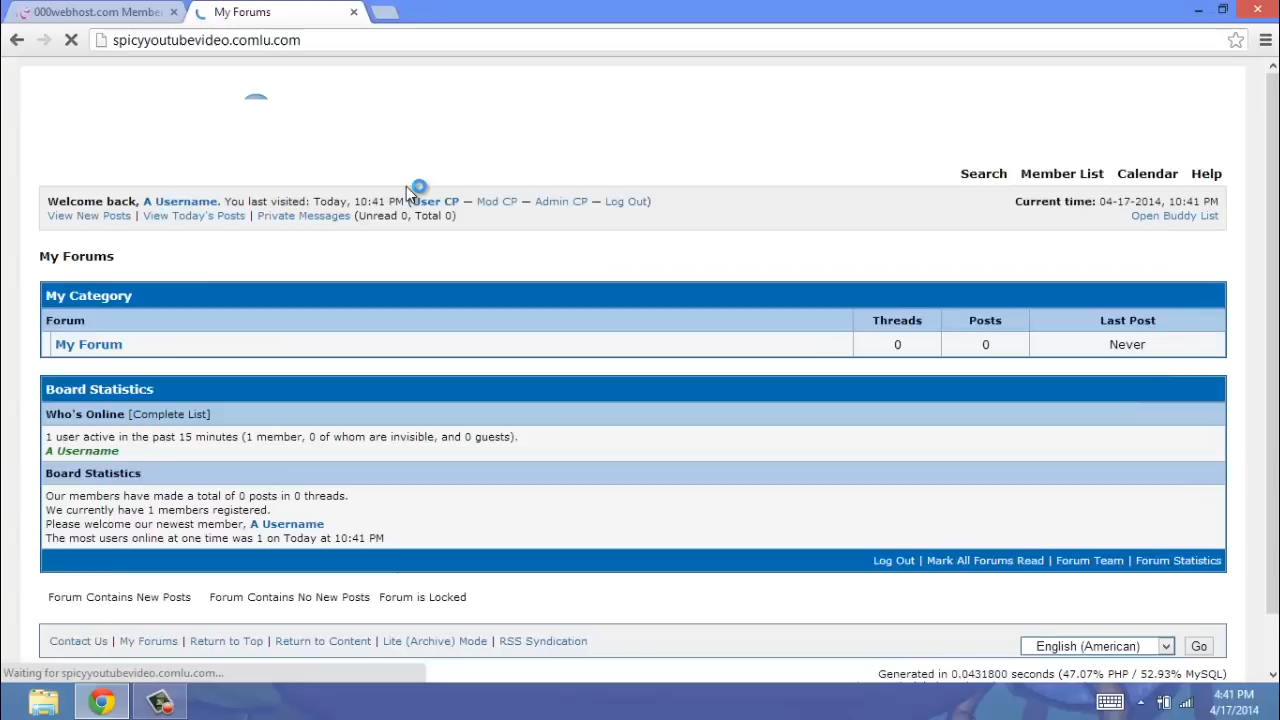 000webhost.com Membe
My Forums
spicyyoutubevideo.comlu.com
Search Member List Calendar Help
Welcome back, A Username. You last visited: Today, 10:41 PM (User CP — Mod CP — Admin CP — Log Out)
Current time: 04-17-2014, 10:41 PM
View New Posts | View Today's Posts | Private Messages (Unread 0, Total 0)
Open Buddy List
My Forums
My Category
Forum Threads Posts Last Post
My Forum 0 0 Never
Board Statistics
Who's Online [Complete List]
1 user active in the past 15 minutes (1 member, 0 of whom are invisible, and 0 guests).
A Username
Board Statistics
Our members have made a total of 0 posts in 0 threads.
We currently have 1 members registered.
Please welcome our newest member, A Username
The most users online at one time was 1 on Today at 10:41 PM
Log Out | Mark All Forums Read | Forum Team | Forum Statistics
Forum Contains New Posts Forum Contains No New Posts Forum is Locked
Contact Us | My Forums | Return to Top | Return to Content | Lite (Archive) Mode | RSS Syndication
English (American) Go
Waiting for spicyyoutubevideo.comlu.com...
Generated in 0.0431800 seconds (47.07% PHP / 52.93% MySQL)
4:41 PM
4/17/2014